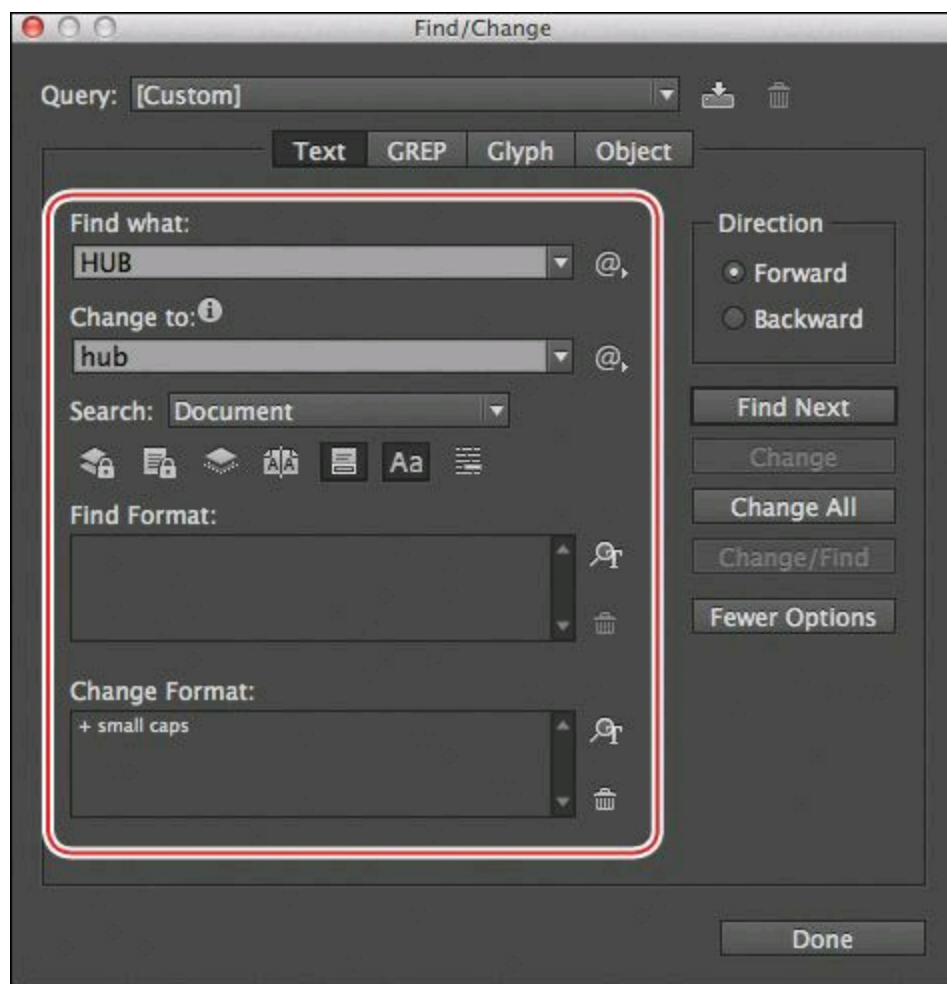 Find/Change
Query: [Custom]
Text GREP Glyph Object
Find what:
HUB
@
Change to:
hub
@
Search: Document
Aa
Find Format:
Change Format:
+ small caps
Direction
Forward
Backward
Find Next
Change
Change All
Change/Find
Fewer Options
Done